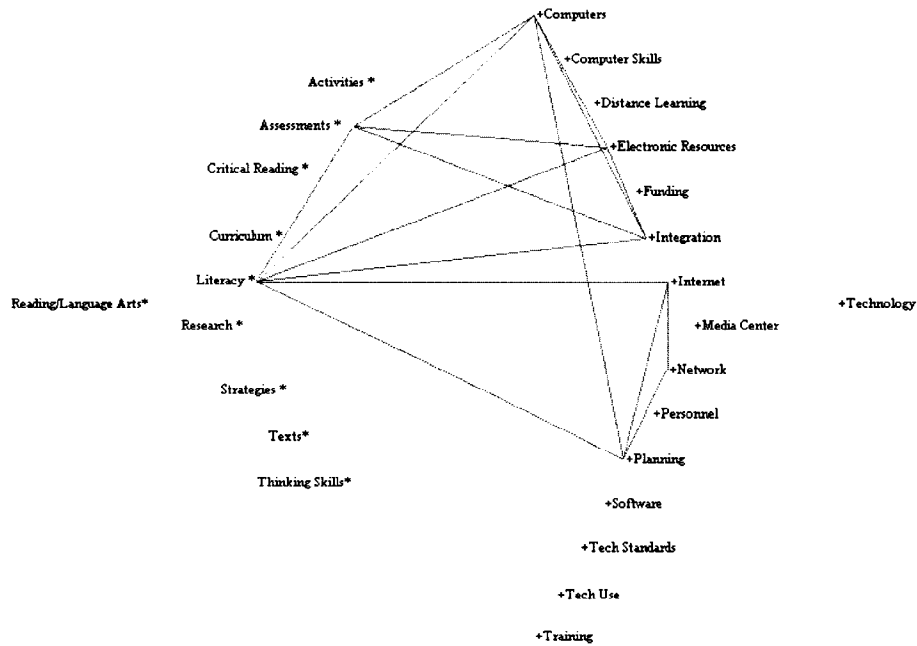 +Computers
+Computer Skills
Activities *
+Distance Learning
Assessments *
+Electronic Resources
Critical Reading *
+Funding
Curriculum *
+Integration
Literacy *
+Internet
Reading/Language Arts*
+Technology
Research *
+Media Center
+Network
Strategies *
+Personnel
Texts*
+Planning
Thinking Skills*
+Software
+Tech Standards
+Tech Use
+Training